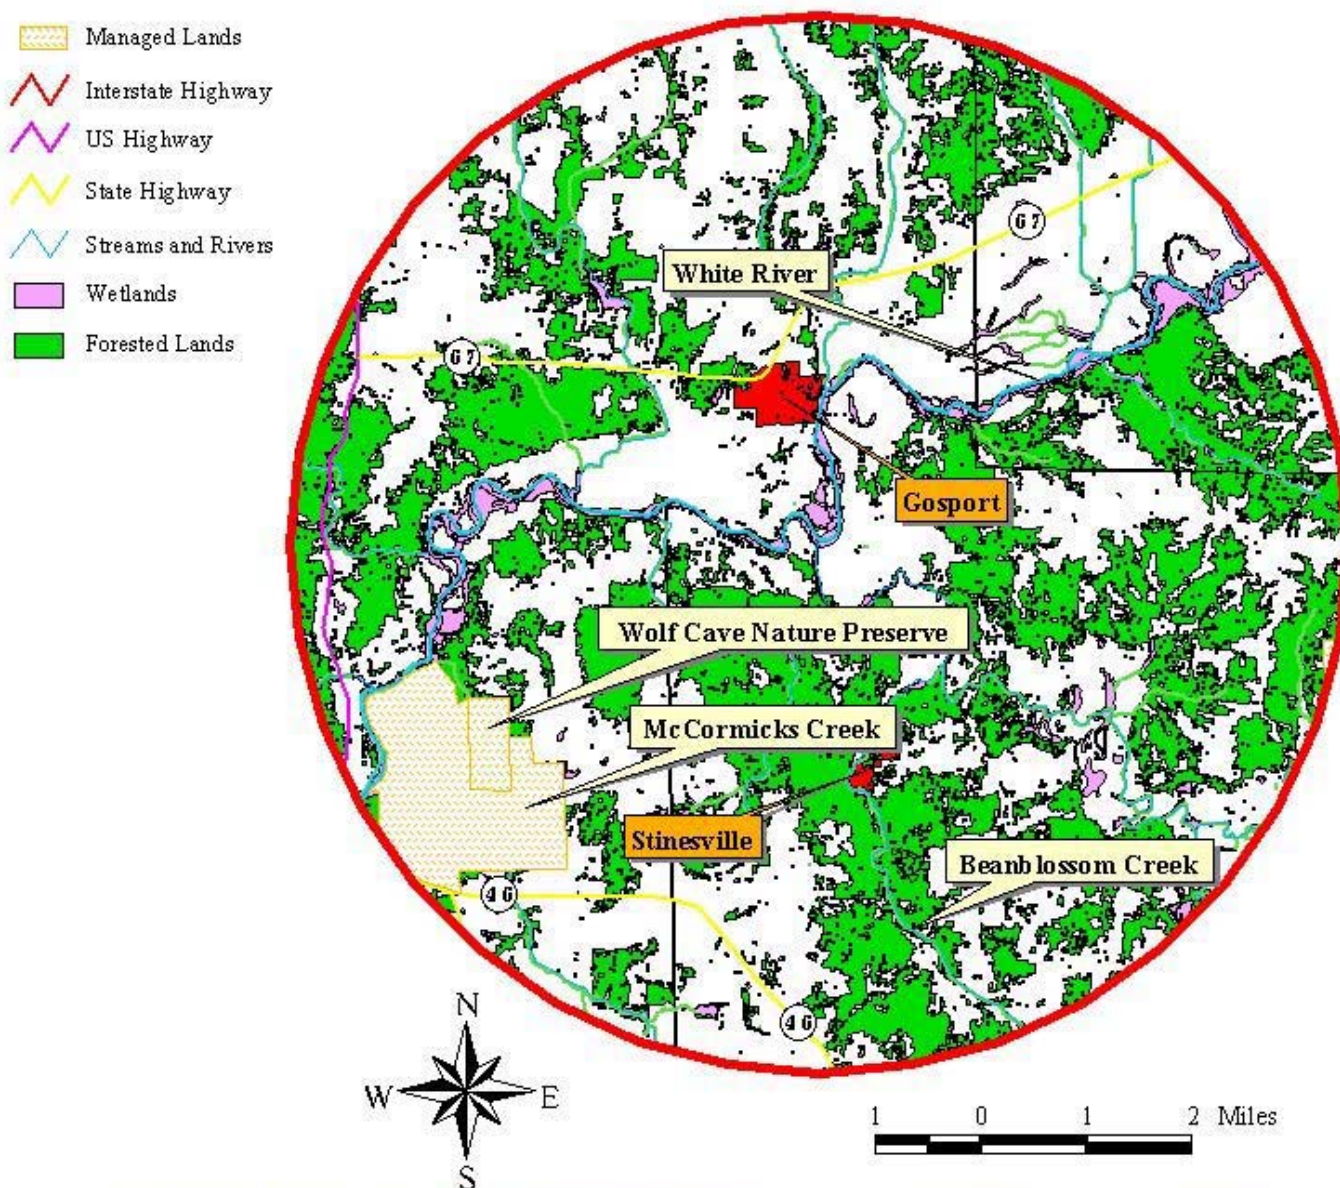 Managed Lands
Interstate Highway
US Highway
State Highway
Streams and Rivers
Wetlands
Forested Lands
67
White River
67
Gosport
Wolf Cave Nature Preserve
McCormicks Creek
Stinesville
Beanblossom Creek
46
46
N
W E
S
1 0 1 2 Miles